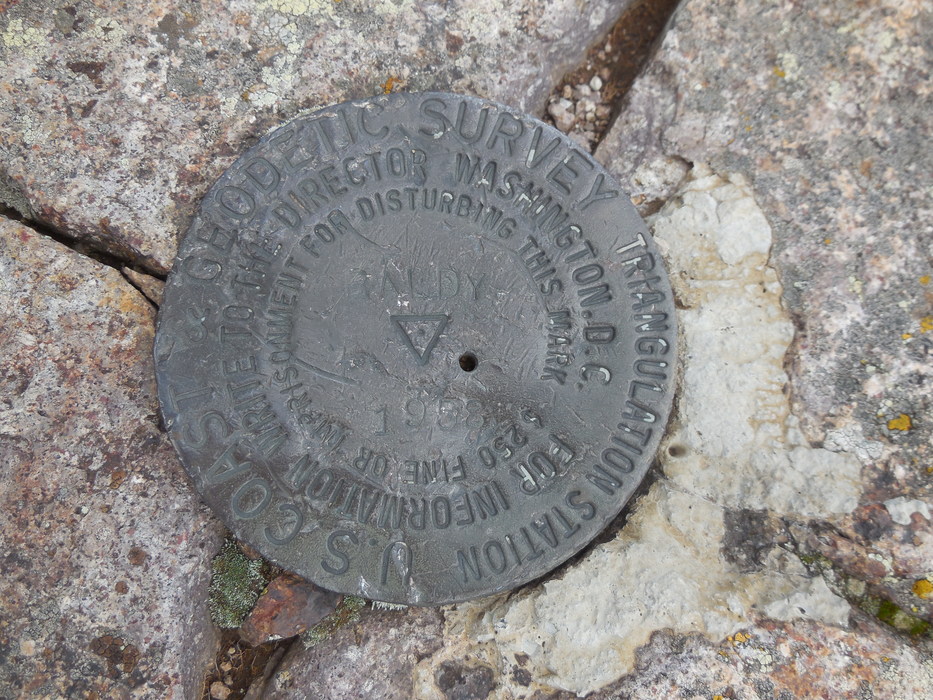 U.S. COAST & GEODETIC SURVEY
TRIANGULATION STATION
FOR INFORMATION WRITE TO THE DIRECTOR WASHINGTON, D.C.
$250 FINE OR IMPRISONMENT FOR DISTURBING THIS MARK
1938